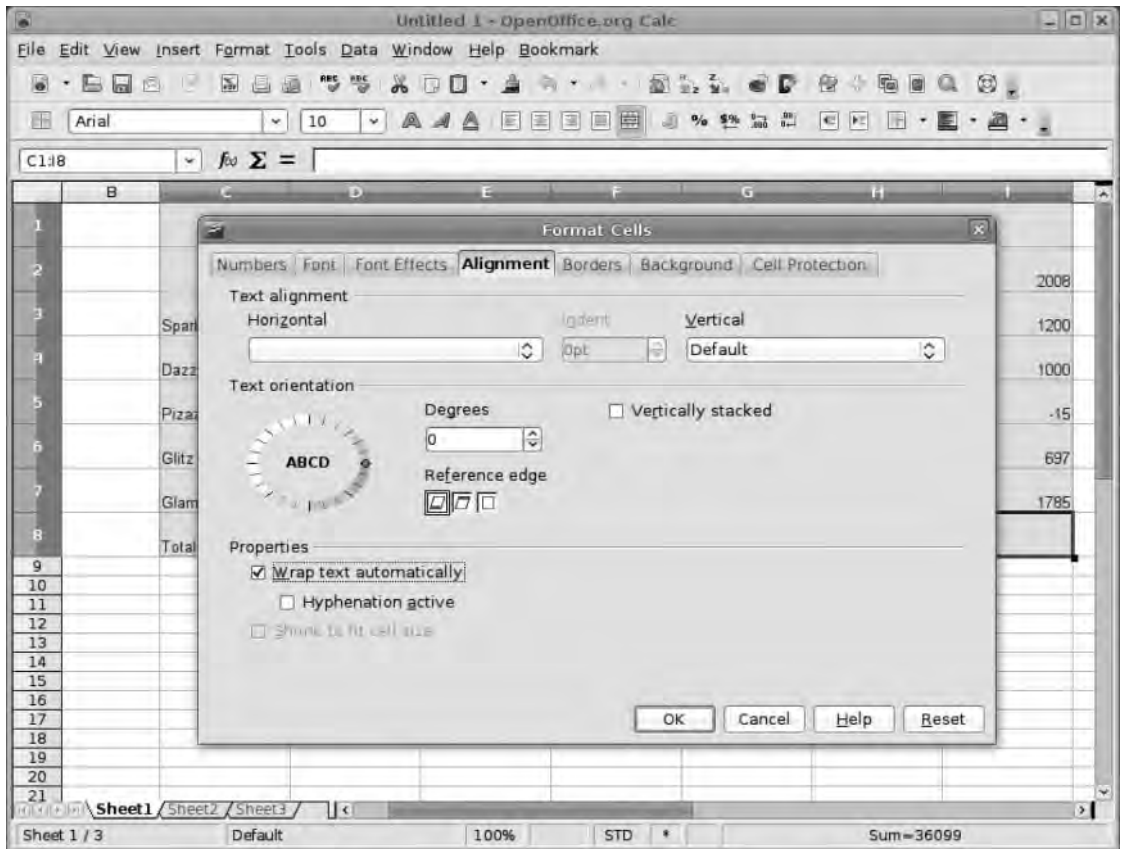 Untitled 1 - OpenOffice.org Calc
File Edit View Insert Format Tools Data Window Help Bookmark
Arial 10
C1:I8 f(x) Σ =
B C D E F G H I
1
Format Cells
Numbers Font Font Effects Alignment Borders Background Cell Protection
2 2008
Text alignment
3 Spark 1200
Horizontal Indent Vertical
0pt Default
4 Dazz 1000
Text orientation
5 Pizaz -15
Degrees Vertically stacked
0
ABCD
6 Glitz 697
Reference edge
7 Glam 1785
8 Total
Properties
9
Wrap text automatically
10
11
Hyphenation active
12
Shrink to fit cell size
13
14
15
16
17
OK Cancel Help Reset
18
19
20
21
Sheet1 Sheet2 Sheet3
Sheet 1 / 3 Default 100% STD * Sum=36099